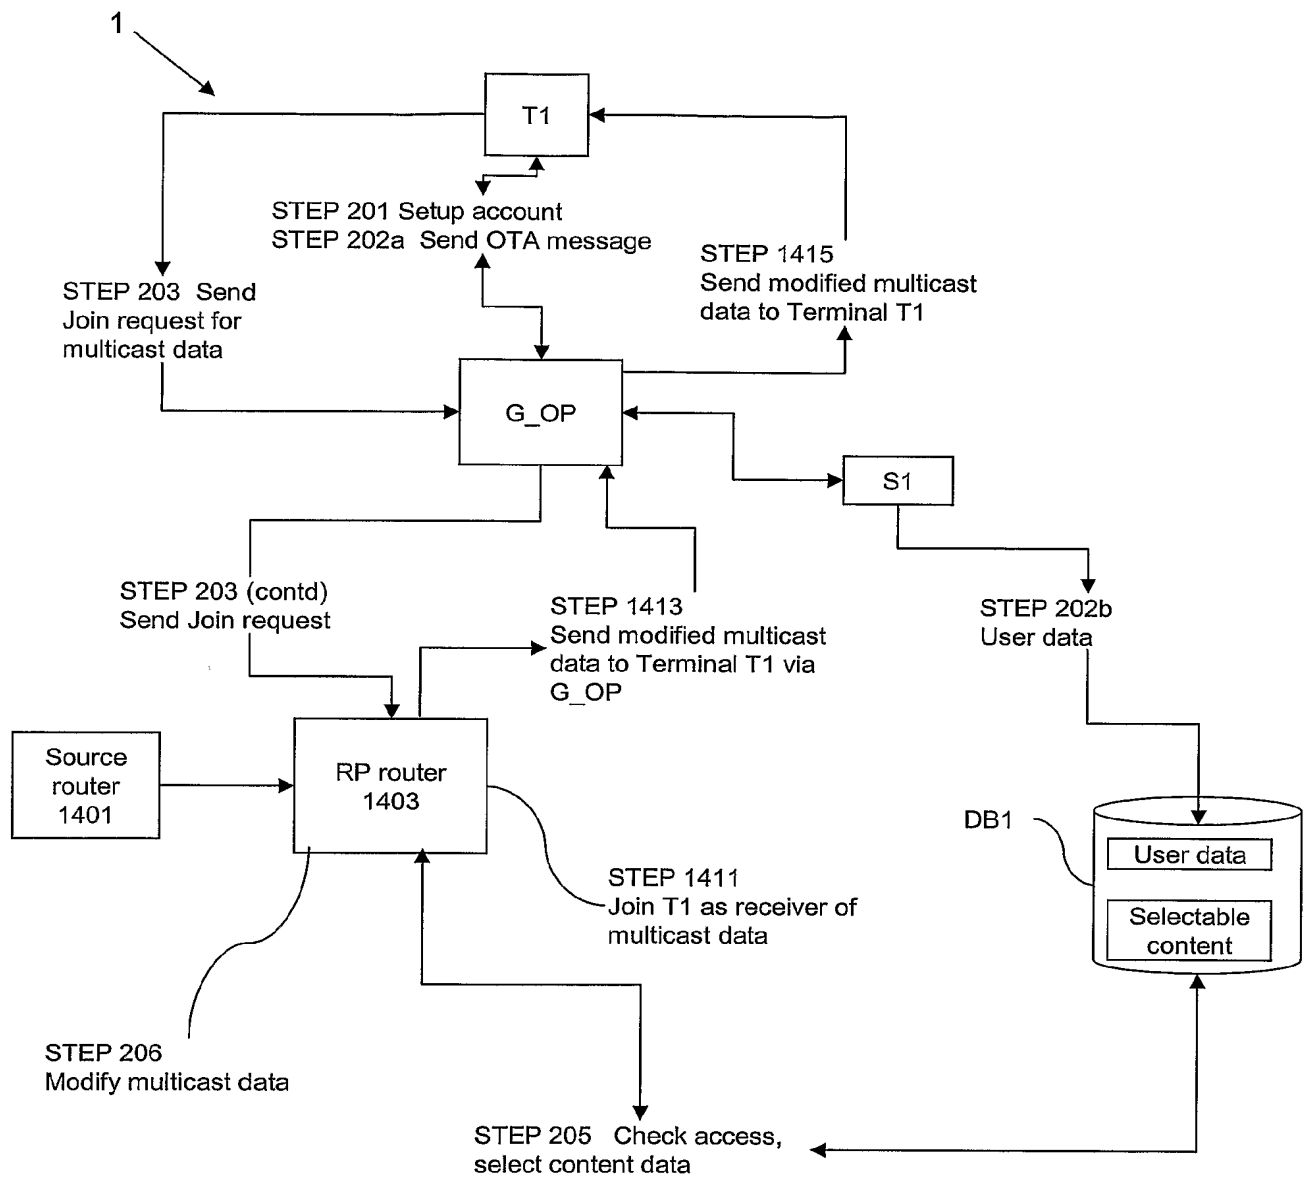 1
T1
STEP 201 Setup account
STEP 202a Send OTA message
STEP 1415
Send modified multicast
data to Terminal T1
STEP 203 Send
Join request for
multicast data
G_OP
S1
STEP 203 (contd)
Send Join request
STEP 1413
Send modified multicast
data to Terminal T1 via
G_OP
STEP 202b
User data
Source
router
1401
RP router
1403
DB1
User data
Selectable
content
STEP 1411
Join T1 as receiver of
multicast data
STEP 206
Modify multicast data
STEP 205 Check access,
select content data